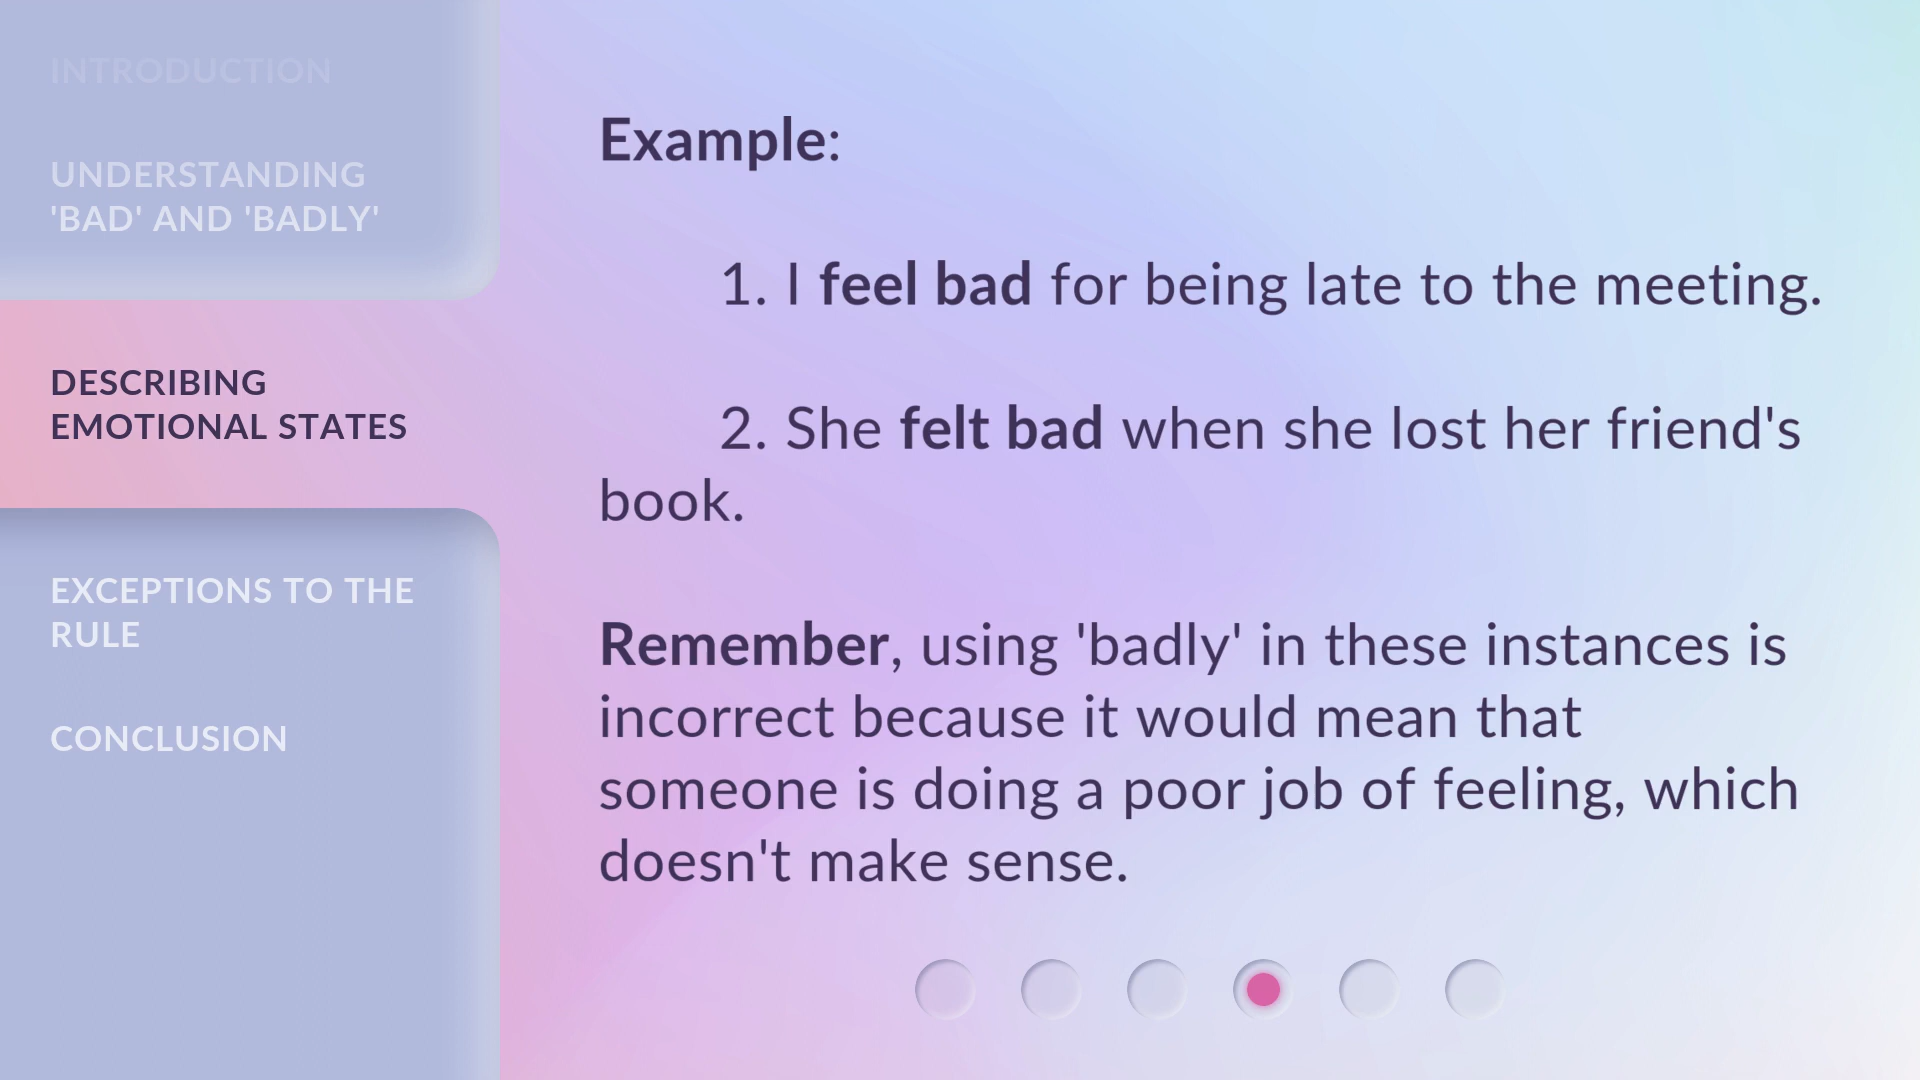 INTRODUCTION
UNDERSTANDING
'BAD' AND 'BADLY'
DESCRIBING
EMOTIONAL STATES
EXCEPTIONS TO THE
RULE
CONCLUSION
Example:
1. I feel bad for being late to the meeting.
2. She felt bad when she lost her friend's
book.
Remember, using 'badly' in these instances is
incorrect because it would mean that
someone is doing a poor job of feeling, which
doesn't make sense.